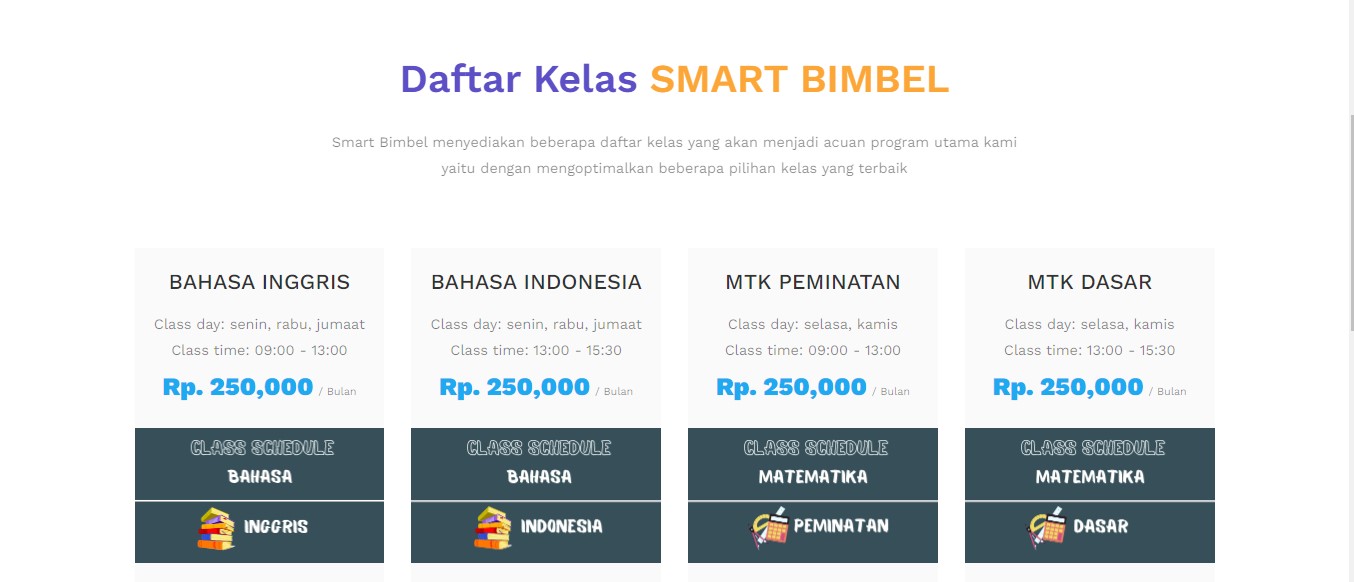 Daftar Kelas SMART BIMBEL
Smart Bimbel menyediakan beberapa daftar kelas yang akan menjadi acuan program utama kami
yaitu dengan mengoptimalkan beberapa pilihan kelas yang terbaik
BAHASA INGGRIS
Class day: senin, rabu, jumaat
Class time: 09:00 - 13:00
Rp. 250,000 / Bulan
CLASS SCHEDULE
BAHASA
INGGRIS
BAHASA INDONESIA
Class day: senin, rabu, jumaat
Class time: 13:00 - 15:30
Rp. 250,000 / Bulan
CLASS SCHEDULE
BAHASA
INDONESIA
MTK PEMINATAN
Class day: selasa, kamis
Class time: 09:00 - 13:00
Rp. 250,000 / Bulan
CLASS SCHEDULE
MATEMATIKA
PEMINATAN
MTK DASAR
Class day: selasa, kamis
Class time: 13:00 - 15:30
Rp. 250,000 / Bulan
CLASS SCHEDULE
MATEMATIKA
DASAR